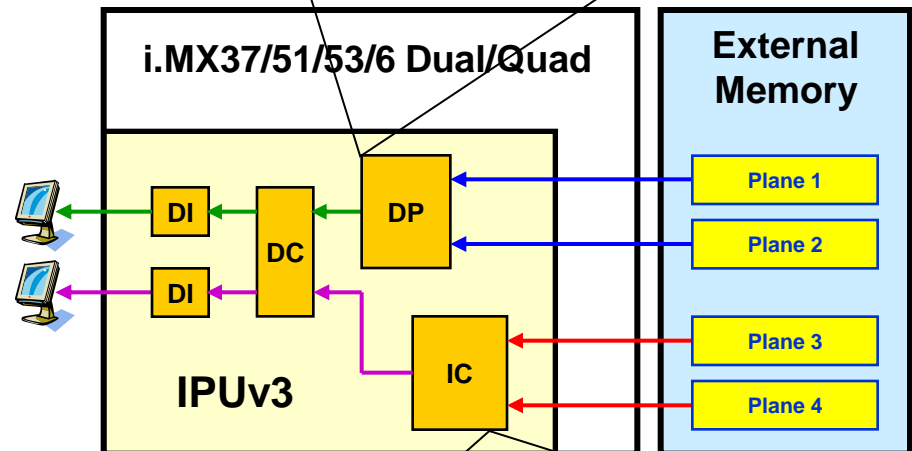 i.MX37/51/53/6 Dual/Quad
External
Memory
Plane 1
DI
DP
DC
Plane 2
DI
Plane 3
IC
IPUv3
Plane 4